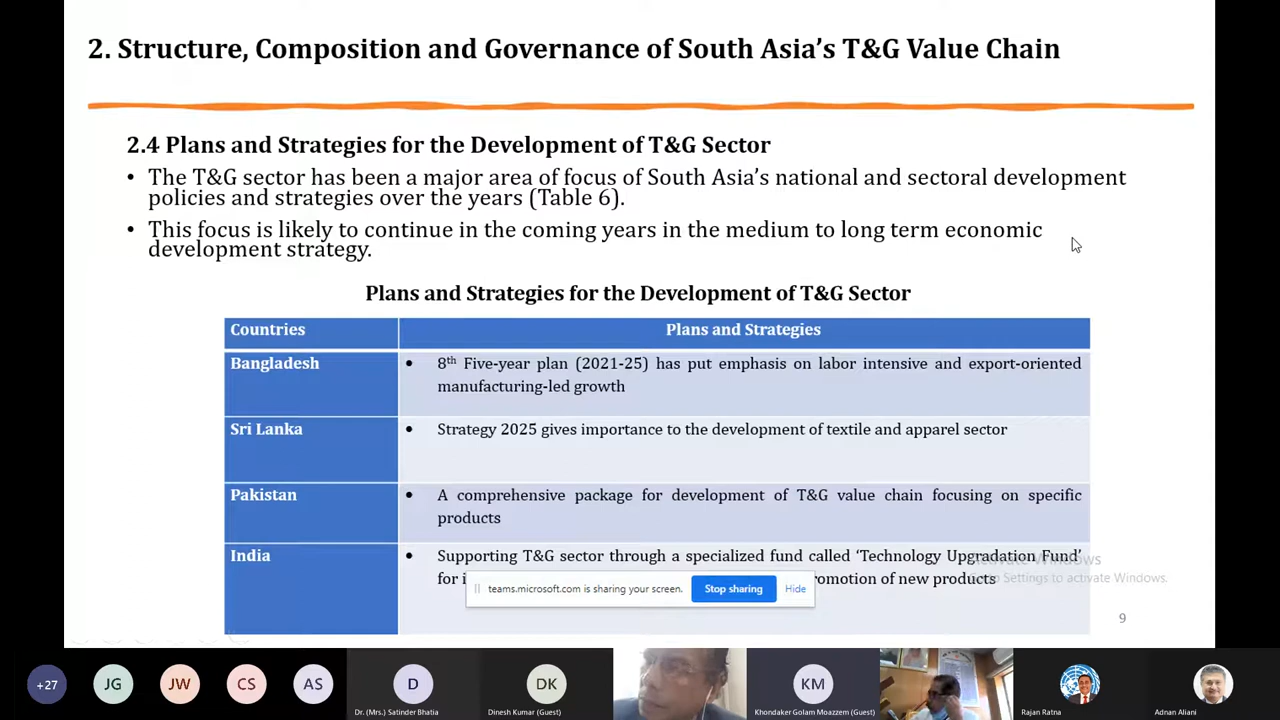 2. Structure, Composition and Governance of South Asia’s T&G Value Chain
2.4 Plans and Strategies for the Development of T&G Sector
• The T&G sector has been a major area of focus of South Asia’s national and sectoral development
policies and strategies over the years (Table 6).
• This focus is likely to continue in the coming years in the medium to long term economic
development strategy.
Plans and Strategies for the Development of T&G Sector
Countries
Plans and Strategies
Bangladesh
• 8th Five-year plan (2021-25) has put emphasis on labor intensive and export-oriented
manufacturing-led growth
Sri Lanka
• Strategy 2025 gives importance to the development of textile and apparel sector
Pakistan
• A comprehensive package for development of T&G value chain focusing on specific
products
India
• Supporting T&G sector through a specialized fund called ‘Technology Upgradation Fund’
for
of new products
Activate Windows
to Settings to activate Windows.
teams.microsoft.com is sharing your screen.
Stop sharing
Hide
9
+27
JG
JW
CS
AS
D
Dr. (Mrs.) Satinder Bhatia
DK
Dinesh Kumar (Guest)
KM
Khondaker Golam Moazzem (Guest)
Rajan Ratna
Adnan Aliani